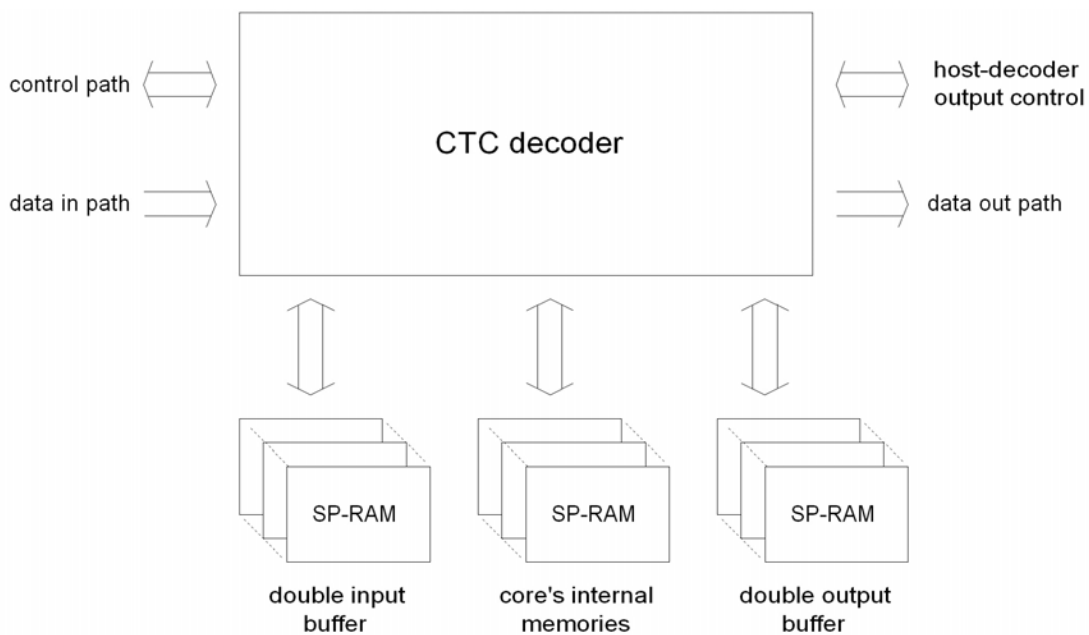 control path
host-decoder
output control
CTC decoder
data in path
data out path
SP-RAM
SP-RAM
SP-RAM
double input
buffer
core's internal
memories
double output
buffer